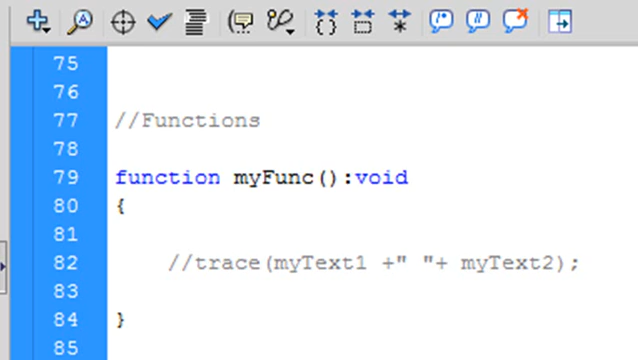 75
76
77 //Functions
78
79 function myFunc():void
80 {
81
82 //trace(myText1 +" "+ myText2);
83
84 }
85